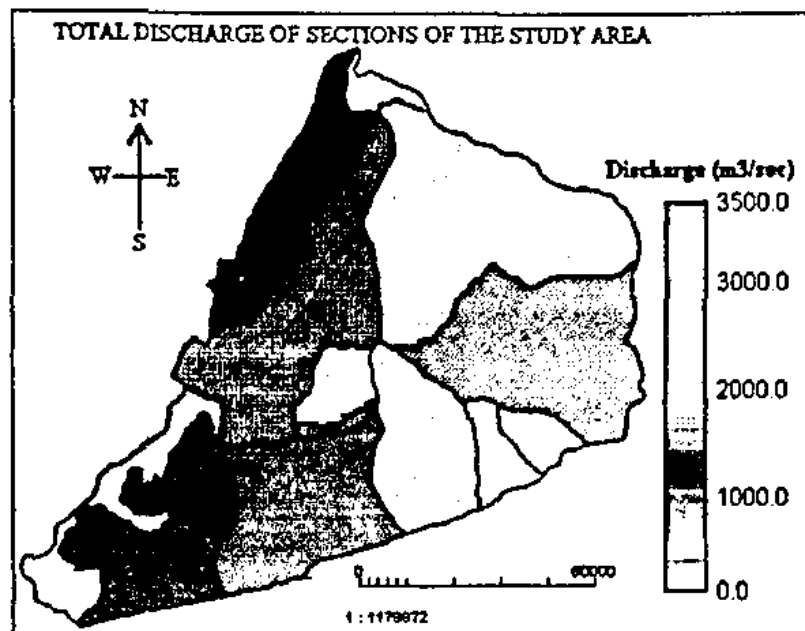 TOTAL DISCHARGE OF SECTIONS OF THE STUDY AREA
N
W E
S
Discharge (m3/sec)
3500.0
3000.0
2000.0
1000.0
0.0
0 60000